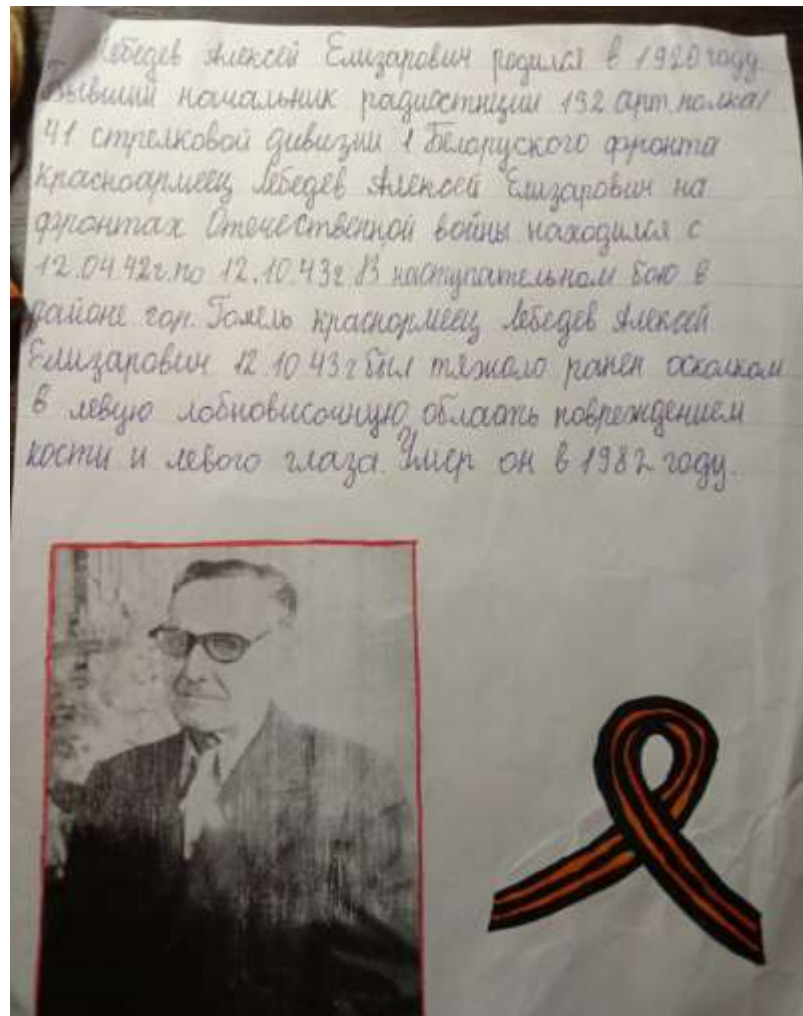 Лебедев Алексей Елизарович родился в 1920 году.
Бывший начальник радиостнции 132 арт. полка/
41 стрелковой дивизии 1 Белоруского фронта
красноармеец Лебедев Алексей Елизарович на
фронтах Отечественной войны находился с
12.04.42г. по 12.10.43г. В наступательном бою в
районе гор. Гомель краснормеец Лебедев Алексей
Елизарович 12.10.43г был тяжело ранен осколком
в левую лобновисочную область повреждением
кости и левого глаза. Умер он в 1982 году.